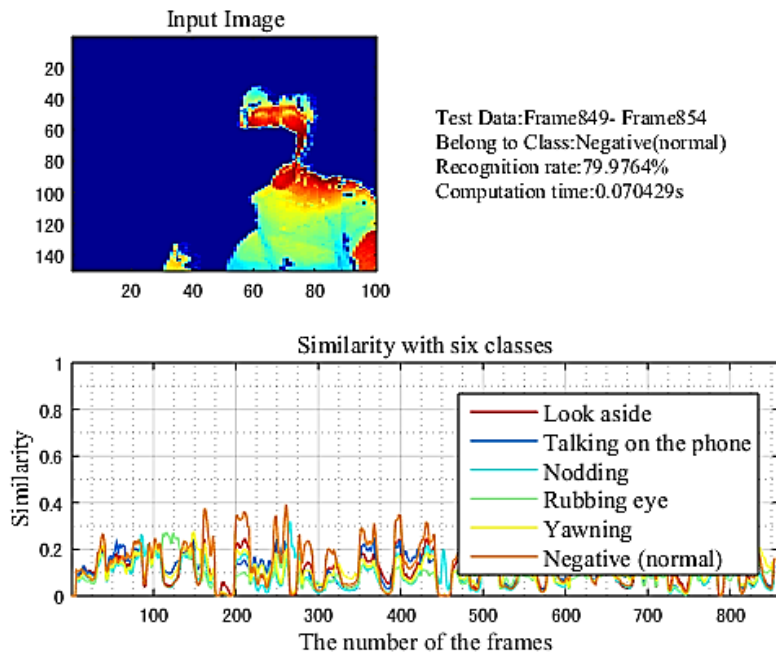 Input Image
20
40
60
80
100
120
140
20 40 60 80 100
Test Data:Frame849- Frame854
Belong to Class:Negative(normal)
Recognition rate:79.9764%
Computation time:0.070429s
Similarity with six classes
1
0.8
0.6
0.4
0.2
0
Similarity
Look aside
Talking on the phone
Nodding
Rubbing eye
Yawning
Negative (normal)
100 200 300 400 500 600 700 800
The number of the frames